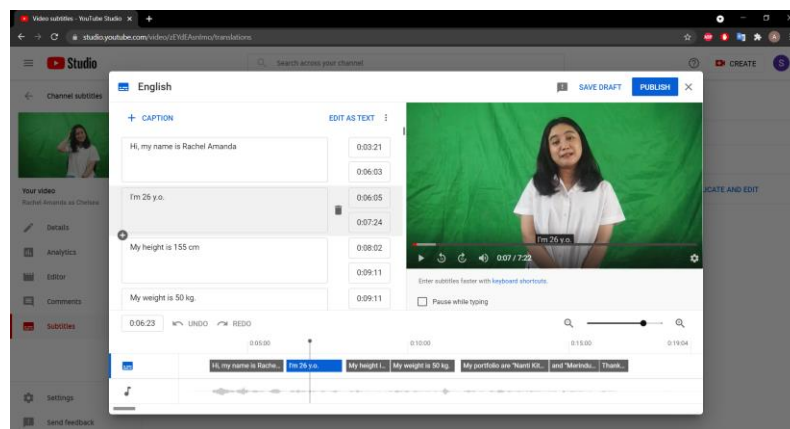 Video subtitles - YouTube Studio
studio.youtube.com/video/zEYdEAsnImo/translations
Studio
Search across your channel
CREATE
S
Channel subtitles
English
SAVE DRAFT
PUBLISH
+ CAPTION
EDIT AS TEXT
Hi, my name is Rachel Amanda
0:03:21
0:06:03
I'm 26 y.o.
0:06:05
0:07:24
My height is 155 cm
0:08:02
0:09:11
My weight is 50 kg.
0:09:11
I'm 26 y.o.
0:07 / 7:22
Enter subtitles faster with keyboard shortcuts.
Pause while typing
Your video
Rachel Amanda as Chelsea
Details
Analytics
Editor
Comments
Subtitles
Settings
Send feedback
ICATE AND EDIT
0:06:23
UNDO
REDO
0:05:00
0:10:00
0:15:00
0:19:04
Hi, my name is Rache...
I'm 26 y.o.
My height i...
My weight is 50 kg.
My portfolio are "Nanti Kit...
and "Merindu...
Thank...